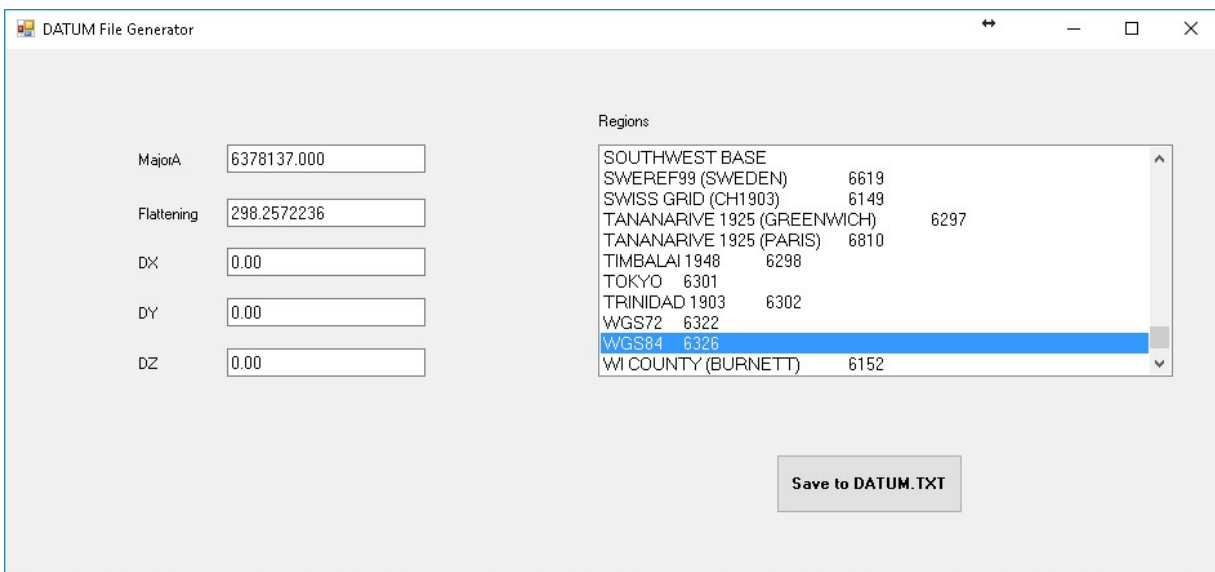 DATUM File Generator
MajorA 6378137.000
Flattening 298.2572236
DX 0.00
DY 0.00
DZ 0.00
Regions
SOUTHWEST BASE
SWEREF99 (SWEDEN) 6619
SWISS GRID (CH1903) 6149
TANANARIVE 1925 (GREENWICH) 6297
TANANARIVE 1925 (PARIS) 6810
TIMBALAI 1948 6298
TOKYO 6301
TRINIDAD 1903 6302
WGS72 6322
WGS84 6326
WI COUNTY (BURNETT) 6152
Save to DATUM.TXT